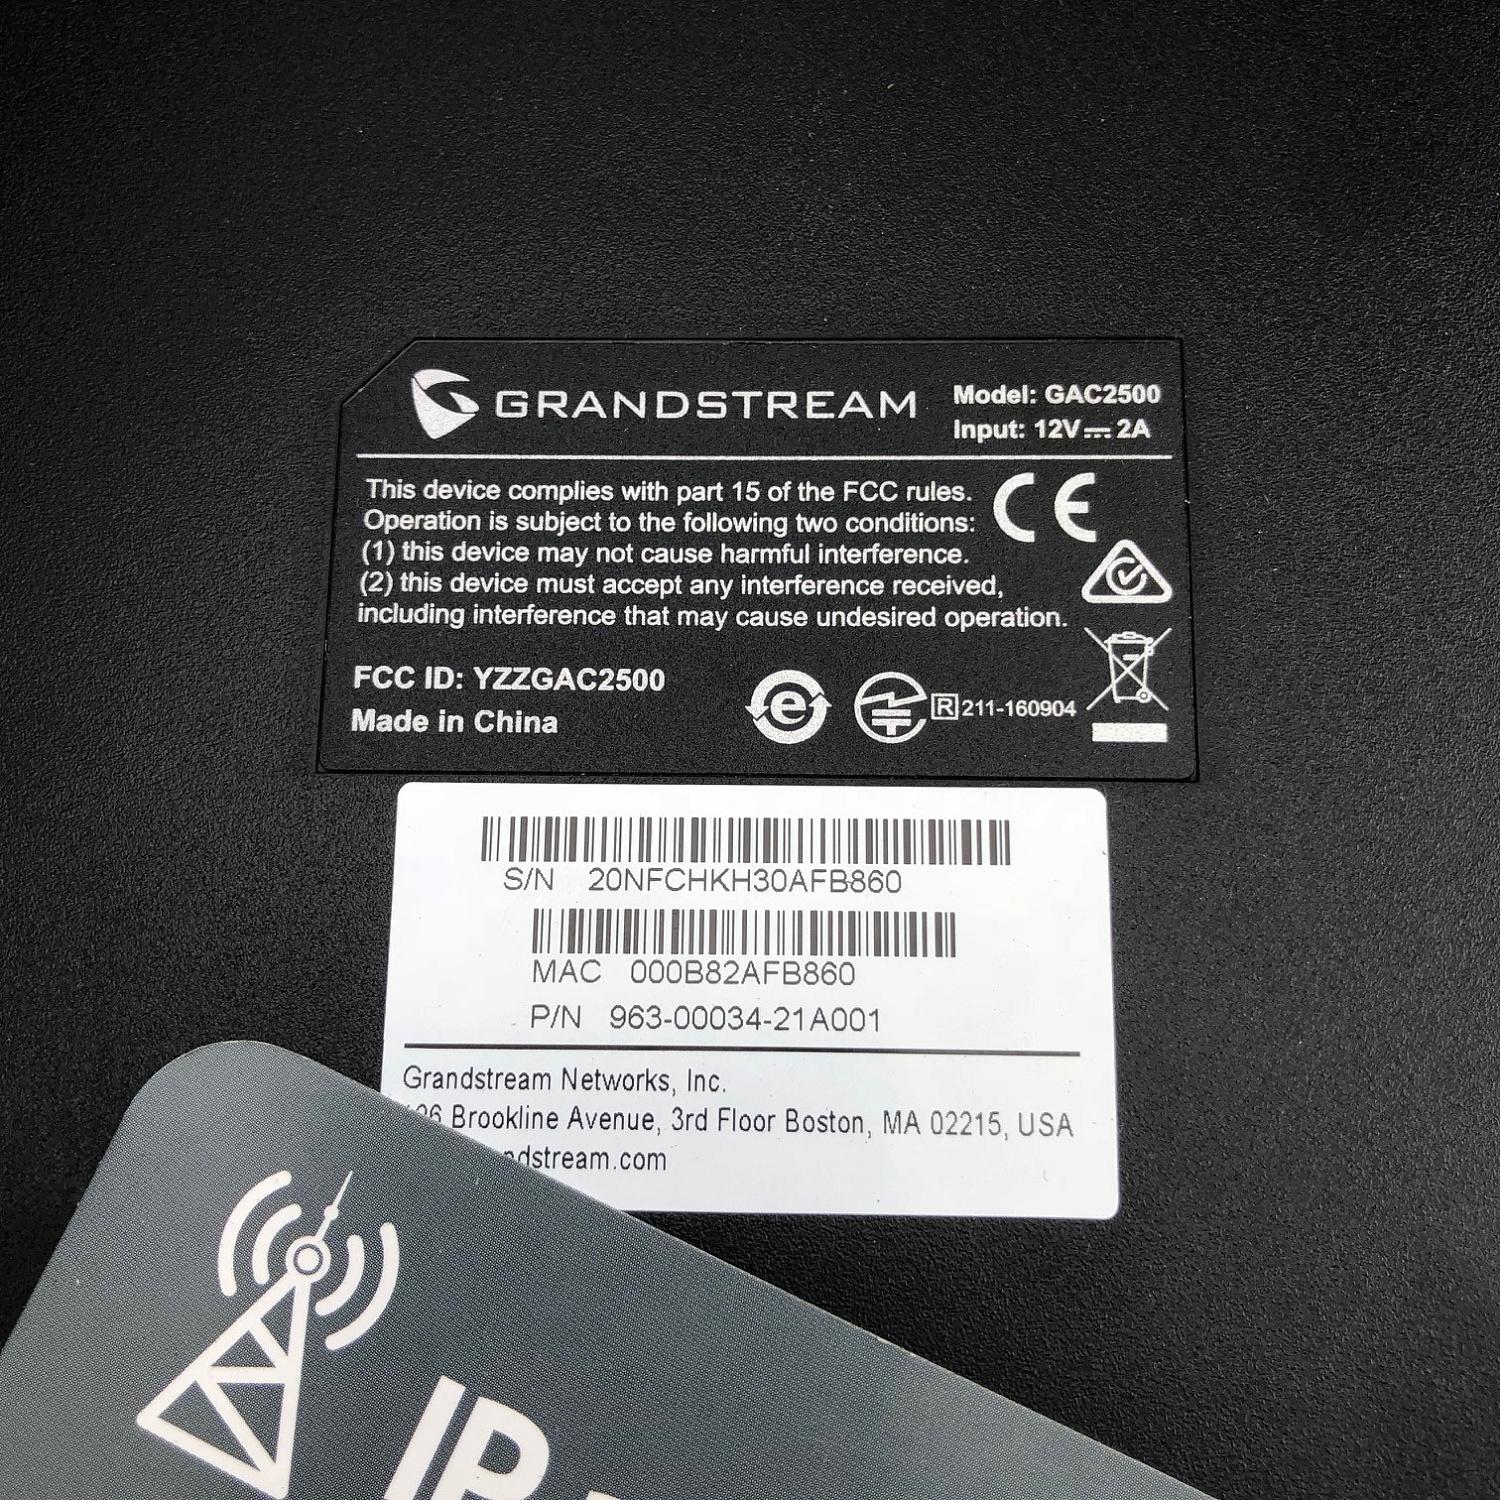 GRANDSTREAM
Model: GAC2500
Input: 12V⎓2A
This device complies with part 15 of the FCC rules.
Operation is subject to the following two conditions:
(1) this device may not cause harmful interference.
(2) this device must accept any interference received,
including interference that may cause undesired operation.
CE
FCC ID: YZZGAC2500
Made in China
R 211-160904
S/N 20NFCHKH30AFB860
MAC 000B82AFB860
P/N 963-00034-21A001
Grandstream Networks, Inc.
Brookline Avenue, 3rd Floor Boston, MA 02215, USA
ndstream.com
IP